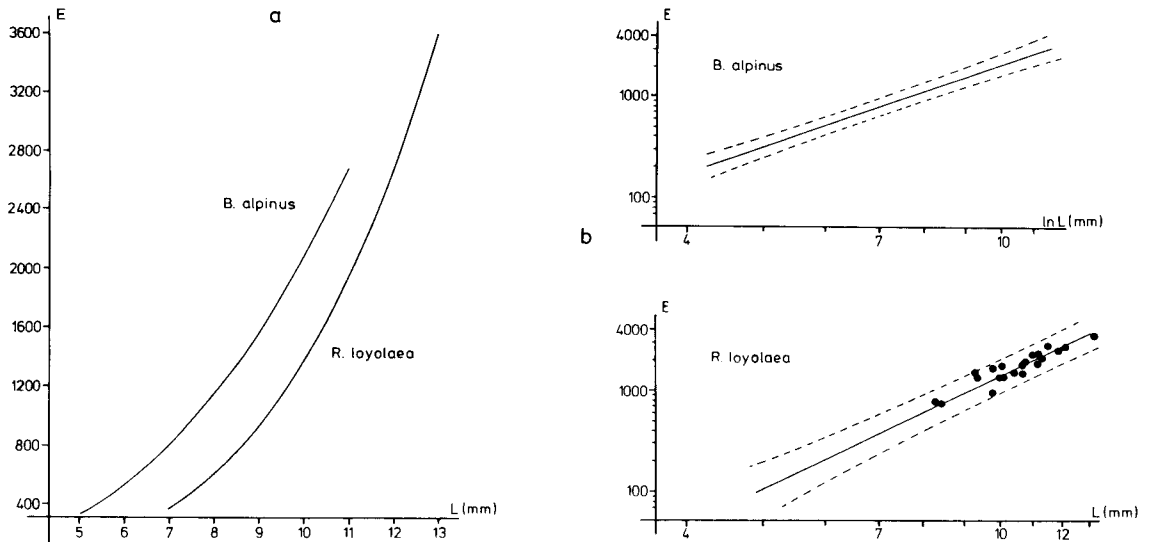 E
a
3600
3200
2800
2400
2000
1600
1200
800
400
B. alpinus
R. loyolaea
L (mm)
5 6 7 8 9 10 11 12 13
b
E
4000
1000
100
B. alpinus
ln L (mm)
4 7 10
E
4000
1000
100
R. loyolaea
4 7 10 12
L (mm)